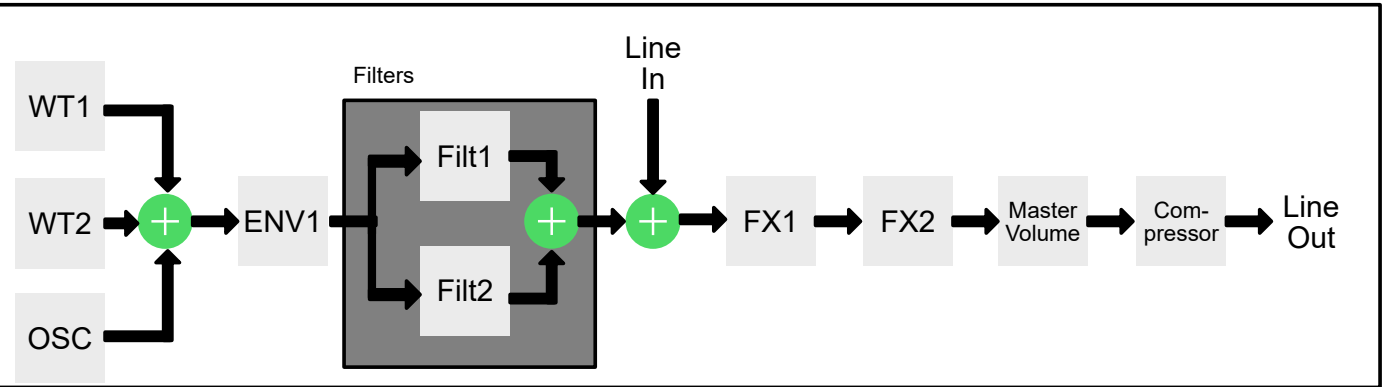 WT1
WT2
OSC
ENV1
Filters
Filt1
Filt2
Line
In
FX1
FX2
Master
Volume
Com-
pressor
Line
Out